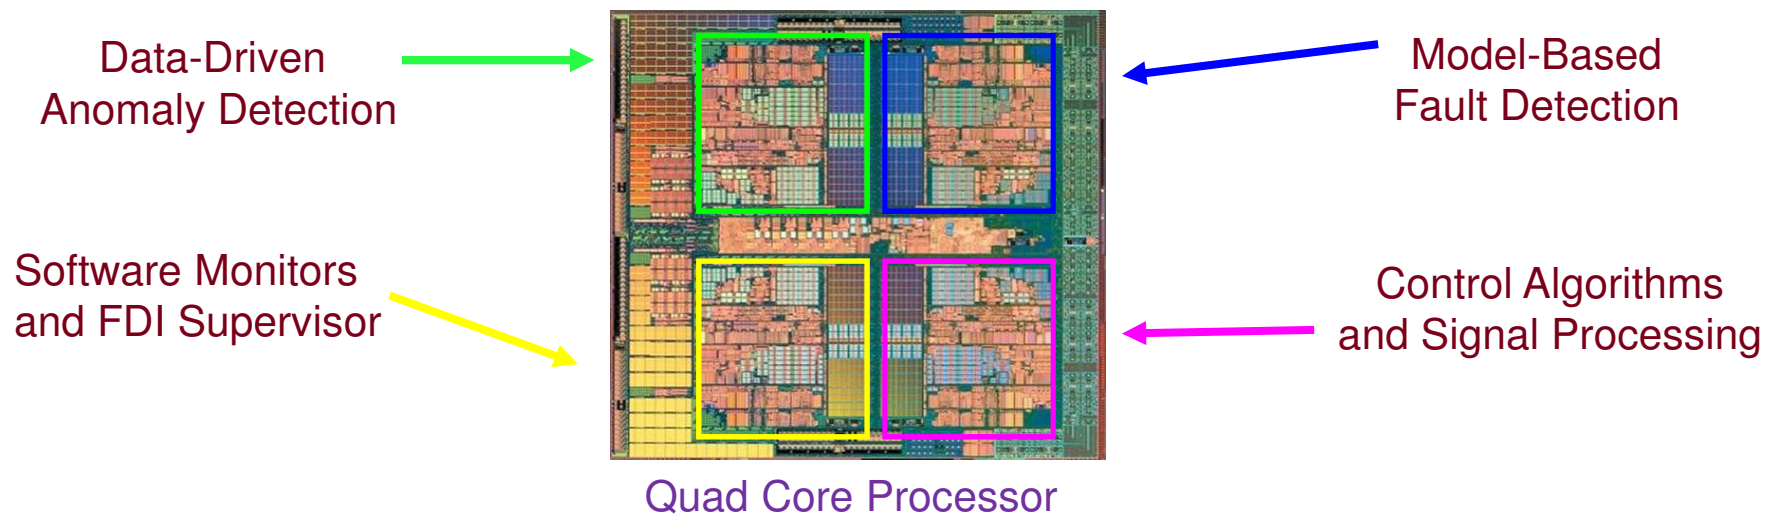 Data-Driven
Anomaly Detection
Model-Based
Fault Detection
Software Monitors
and FDI Supervisor
Control Algorithms
and Signal Processing
Quad Core Processor